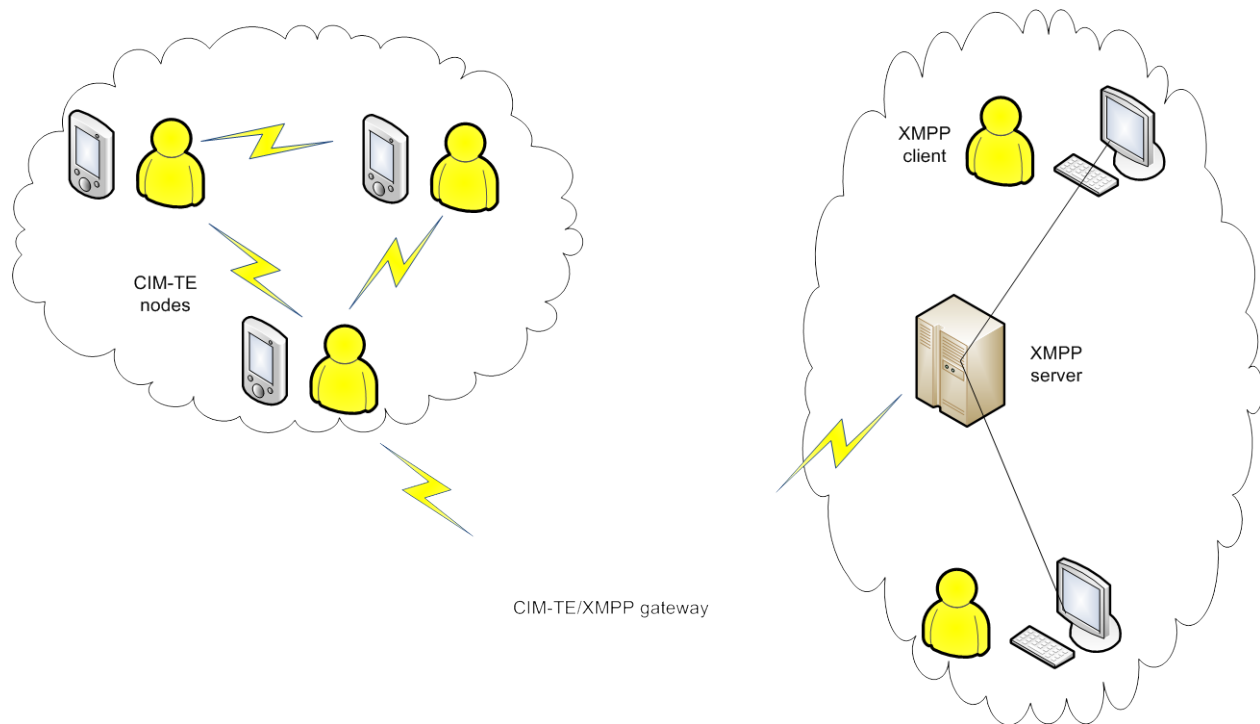 CIM-TE
nodes
XMPP
client
XMPP
server
CIM-TE/XMPP gateway